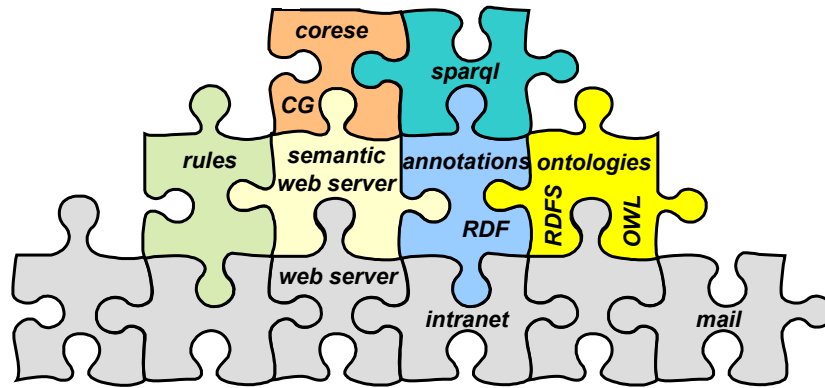 corese
sparql
CG
rules
semantic
web server
annotations
ontologies
RDF
RDFS
OWL
web server
intranet
mail